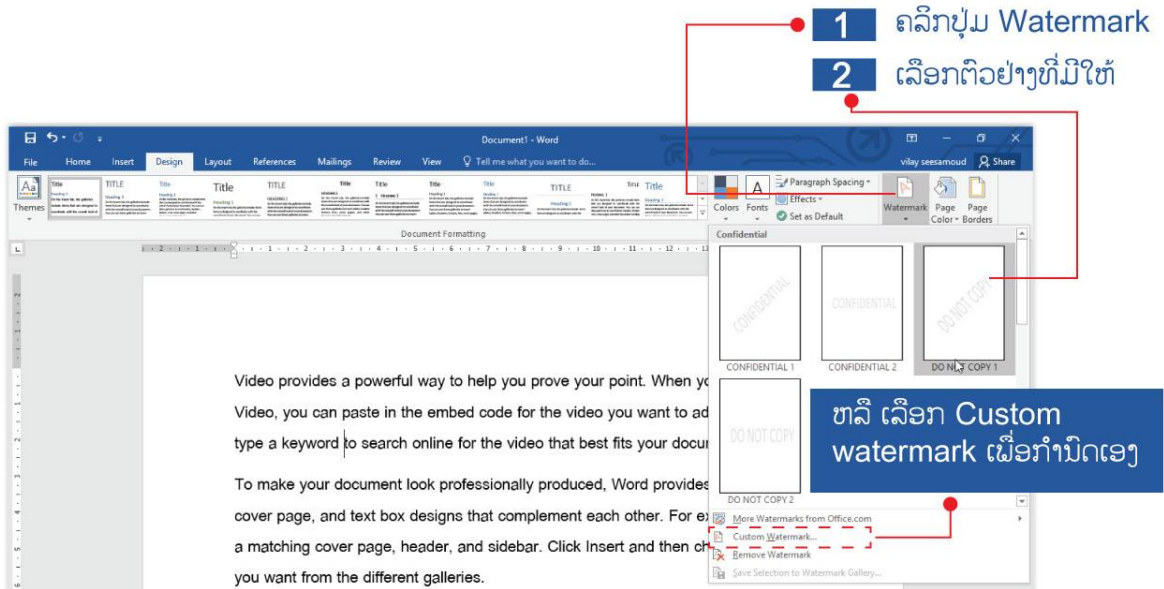 1 ຄລິກປຸ່ມ Watermark
2 ເລືອກຕົວຢ່າງທີ່ມີໃຫ້
Document1 - Word
File Home Insert Design Layout References Mailings Review View Tell me what you want to do... vilay seesamoud Share
Themes
Title TITLE Title Title TITLE Title Title Title Title TITLE Title Title
Colors Fonts
Paragraph Spacing
Effects
Set as Default
Watermark Page Color Page Borders
Document Formatting
Confidential
CONFIDENTIAL
CONFIDENTIAL
DO NOT COPY
CONFIDENTIAL 1 CONFIDENTIAL 2 DO NOT COPY 1
DO NOT COPY
DO NOT COPY 2
ຫລື ເລືອກ Custom
watermark ເພື່ອກຳນົດເອງ
More Watermarks from Office.com
Custom Watermark...
Remove Watermark
Save Selection to Watermark Gallery...
Video provides a powerful way to help you prove your point. When yo
Video, you can paste in the embed code for the video you want to ad
type a keyword to search online for the video that best fits your docu
To make your document look professionally produced, Word provides
cover page, and text box designs that complement each other. For ex
a matching cover page, header, and sidebar. Click Insert and then ch
you want from the different galleries.